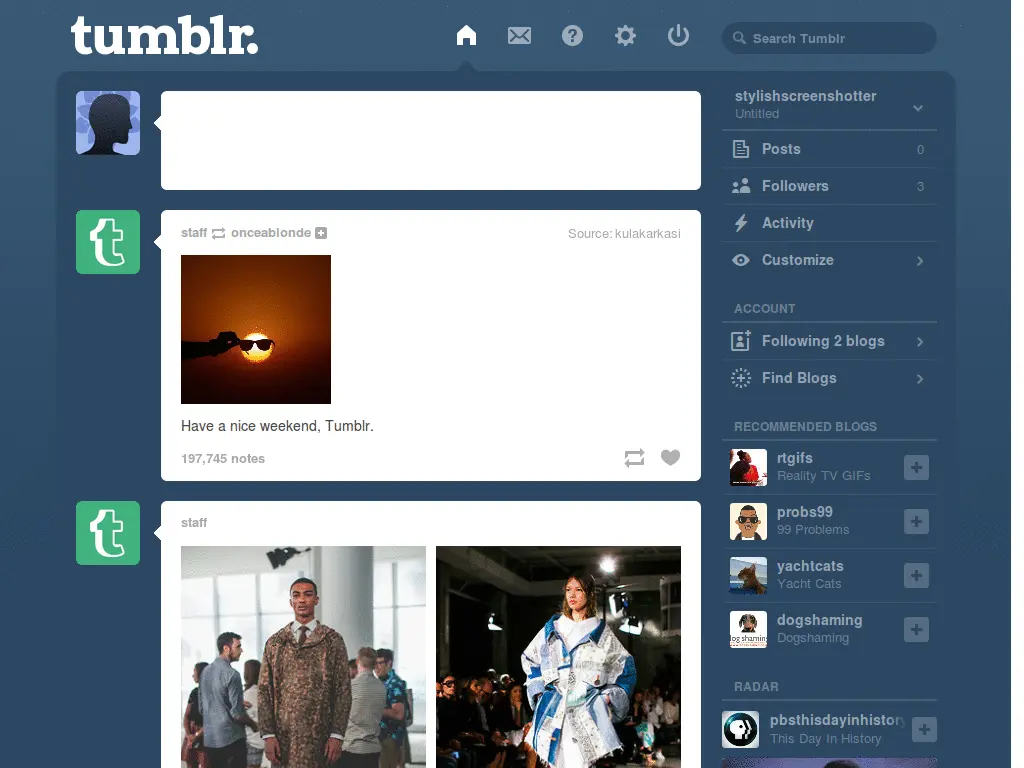 tumblr.
Search Tumblr
staff onceablonde
Source: kulakarkasi
Have a nice weekend, Tumblr.
197,745 notes
staff
stylishscreenshotter
Untitled
Posts 0
Followers 3
Activity
Customize
ACCOUNT
Following 2 blogs
Find Blogs
RECOMMENDED BLOGS
rtgifs
Reality TV GIFs
probs99
99 Problems
yachtcats
Yacht Cats
dogshaming
Dogshaming
RADAR
pbsthisdayinhistory
This Day In History